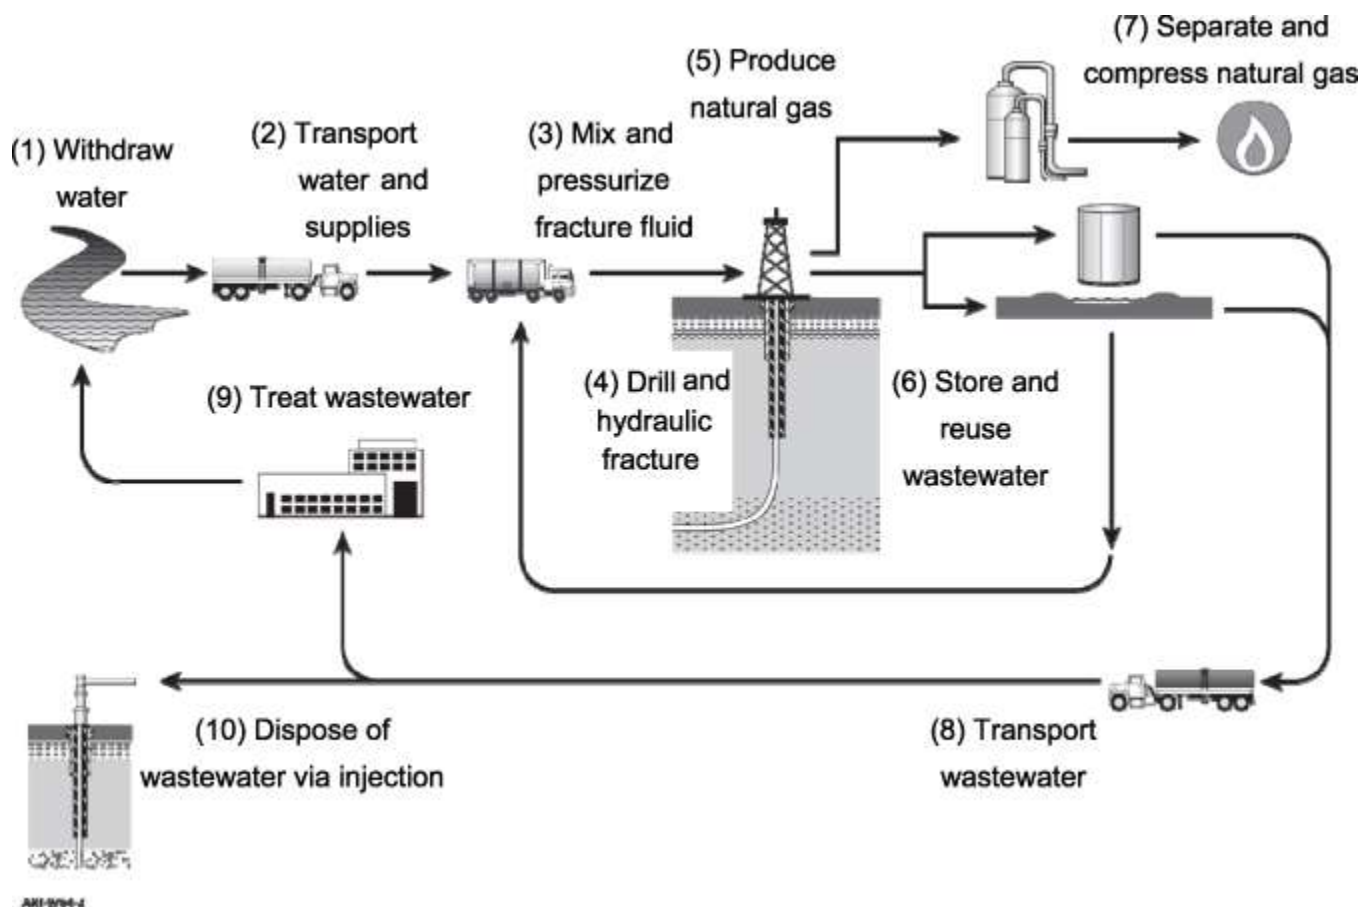 (1) Withdraw
water
(2) Transport
water and
supplies
(3) Mix and
pressurize
fracture fluid
(4) Drill and
hydraulic
fracture
(5) Produce
natural gas
(6) Store and
reuse
wastewater
(7) Separate and
compress natural gas
(8) Transport
wastewater
(9) Treat wastewater
(10) Dispose of
wastewater via injection